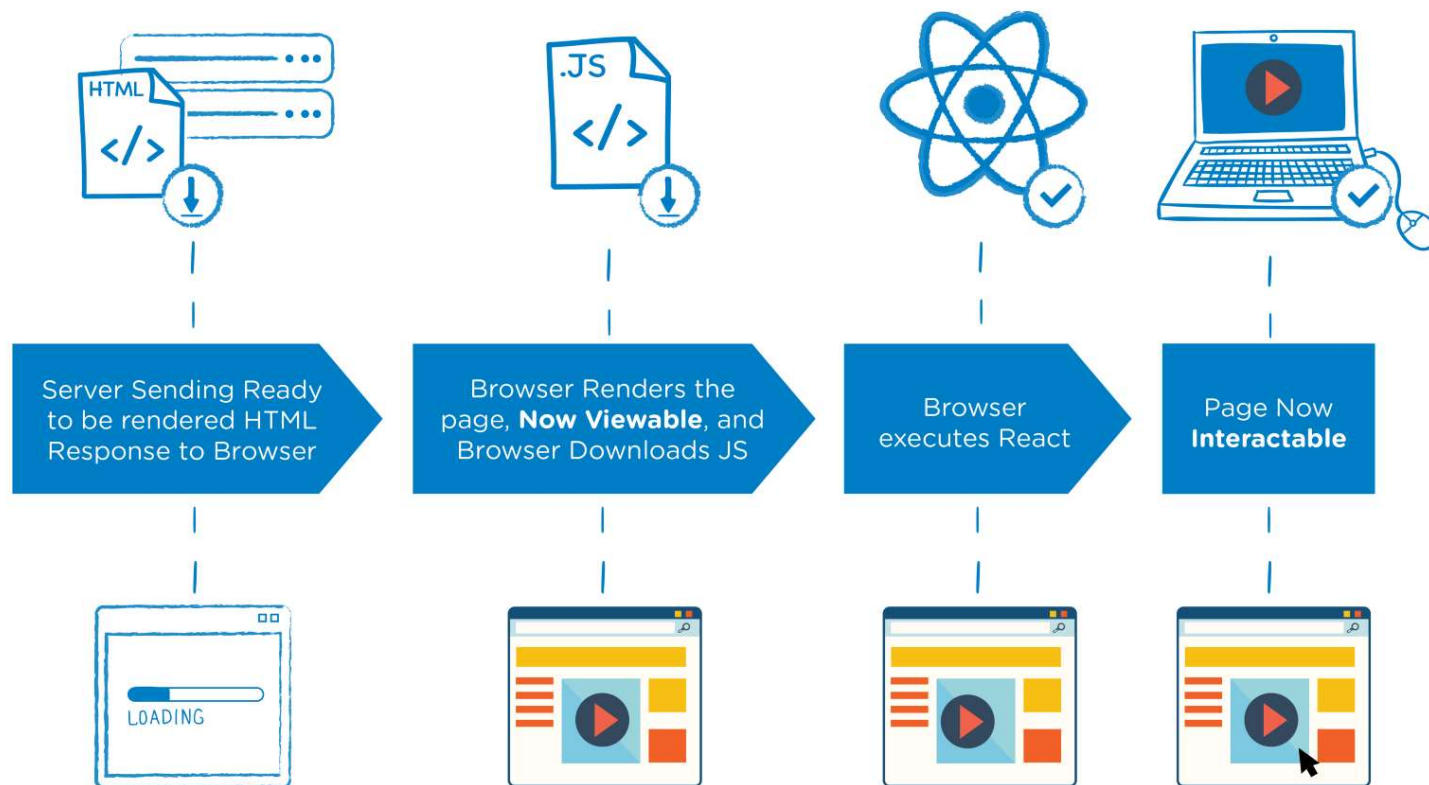 HTML
</>
.JS
</>
Server Sending Ready
to be rendered HTML
Response to Browser
Browser Renders the
page, Now Viewable, and
Browser Downloads JS
Browser
executes React
Page Now
Interactable
LOADING